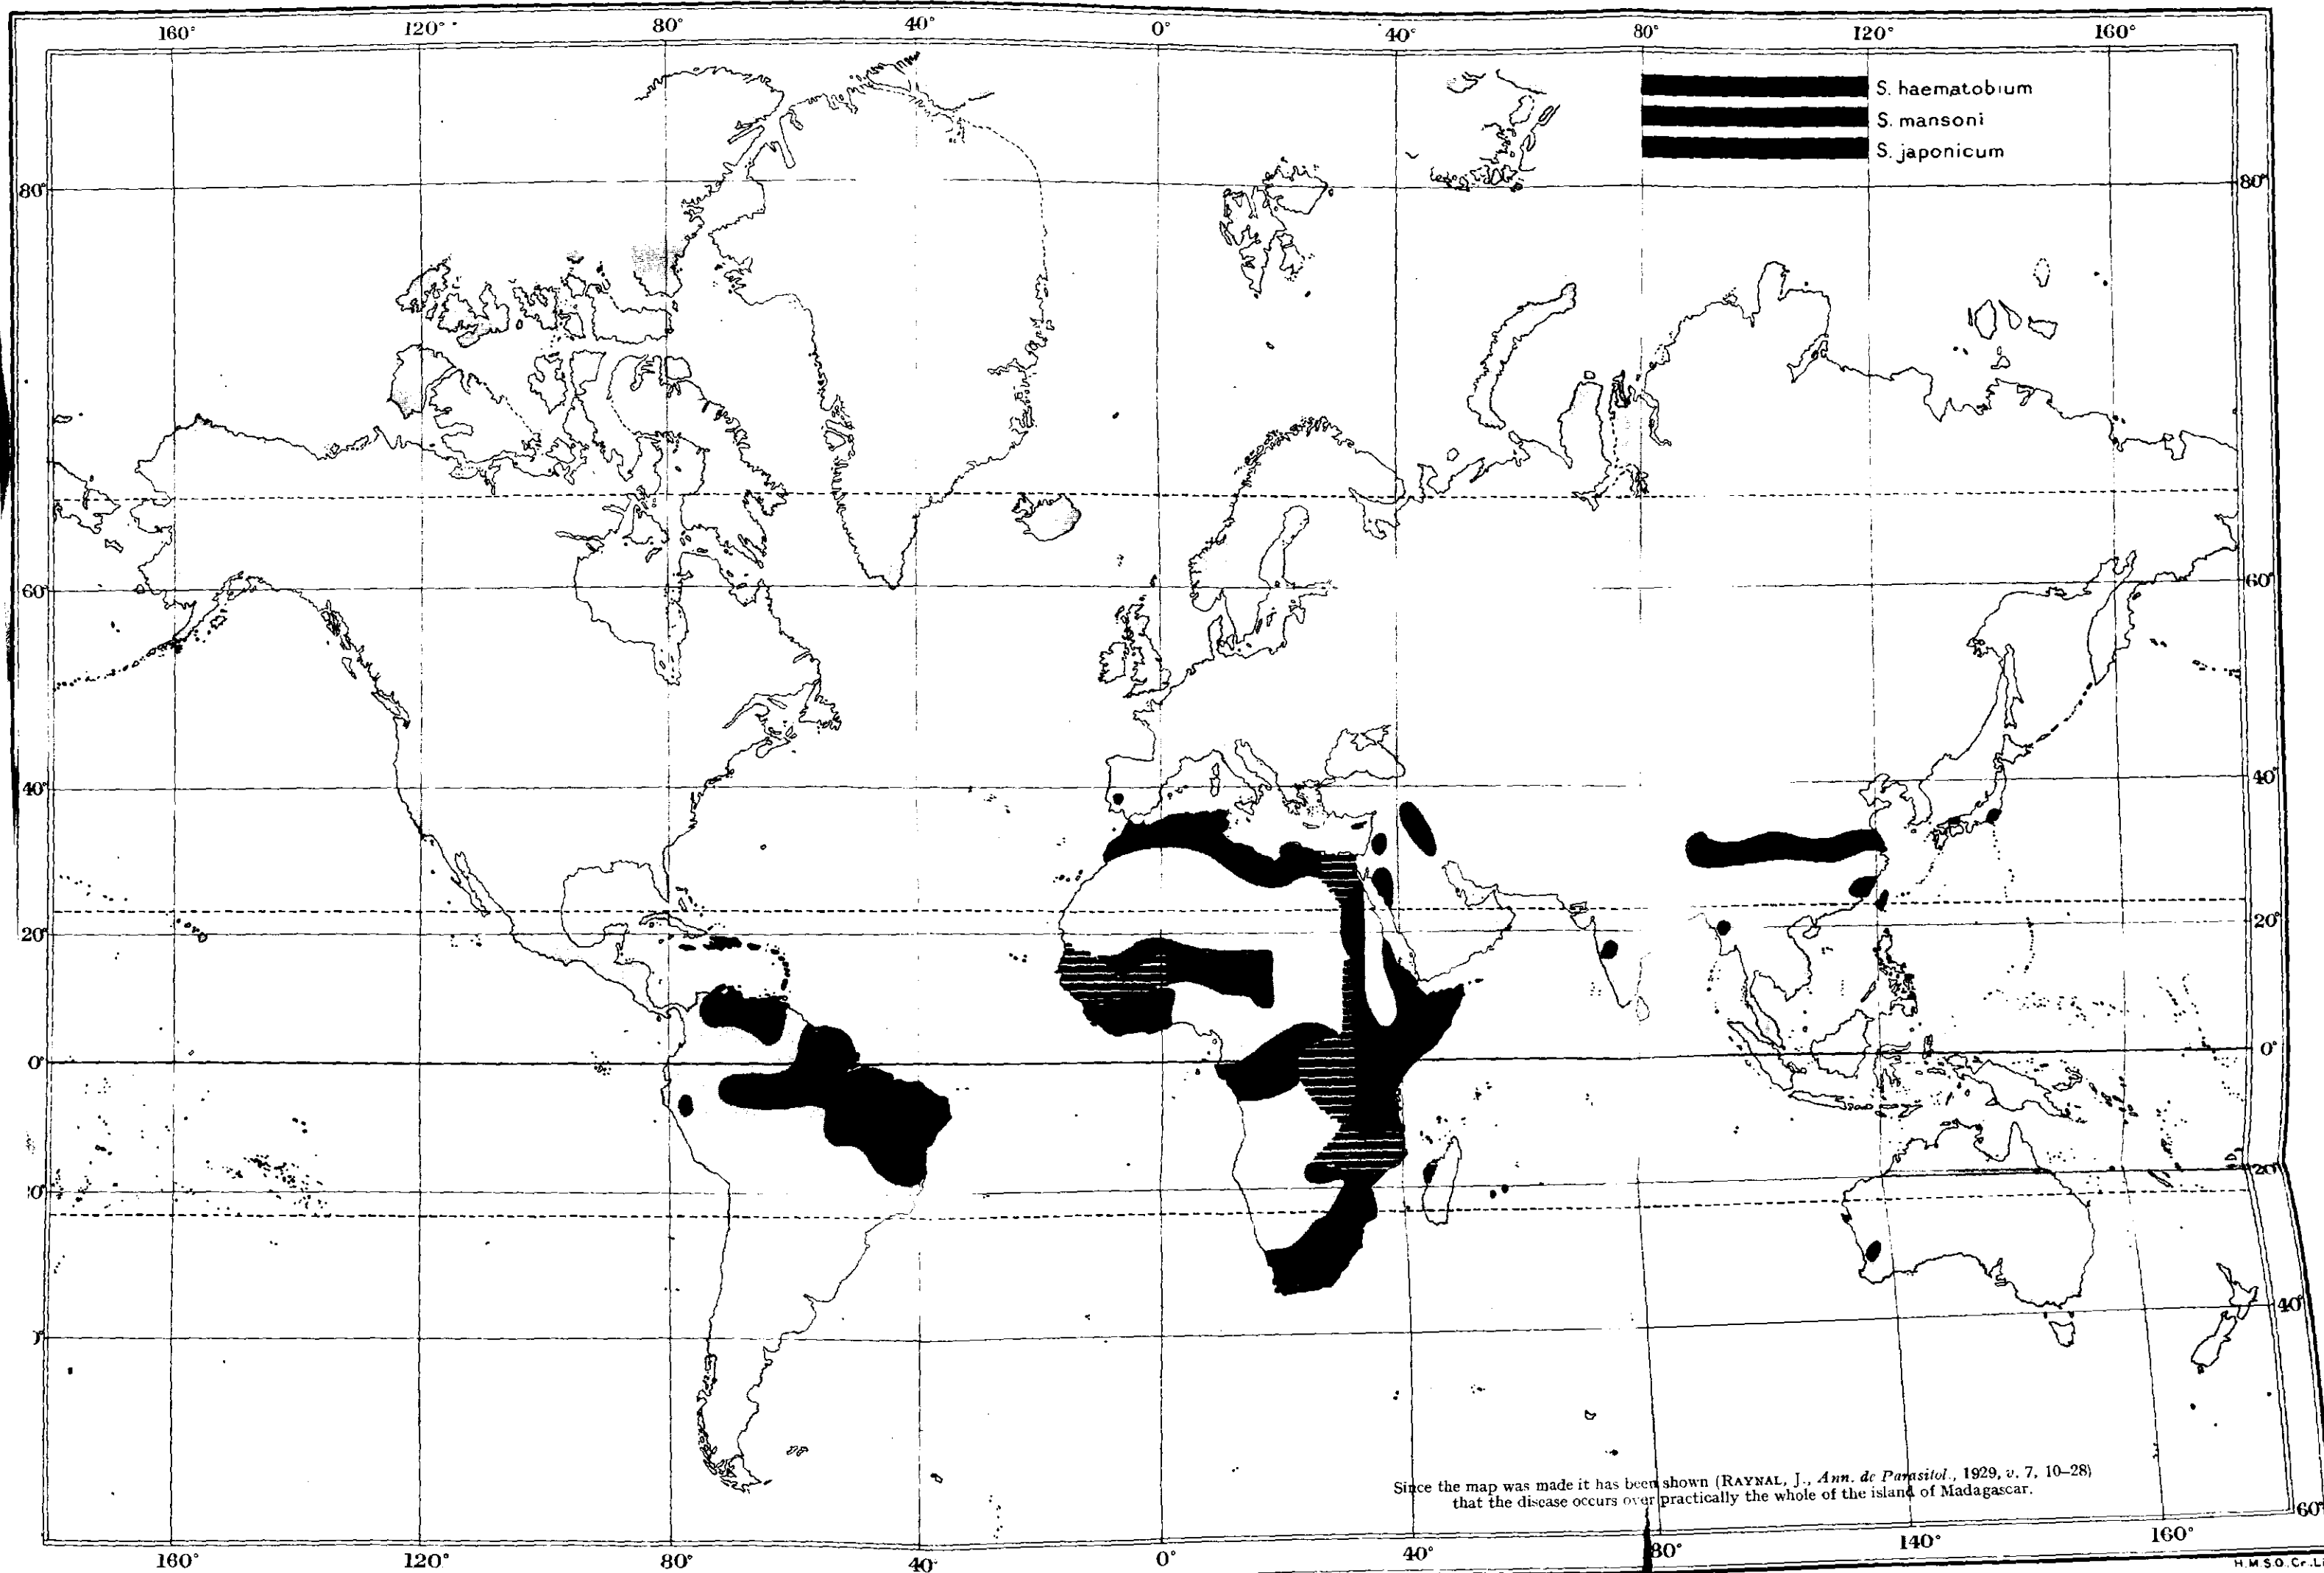 160° 120° 80° 40° 0° 40° 80° 120° 160°
S. haematobium
S. mansoni
S. japonicum
80° 80°
60° 60°
40° 40°
20° 20°
0° 0°
20°
40°
Since the map was made it has been shown (RAYNAL, J., Ann. de Parasitol., 1929, v. 7, 10–28)
that the disease occurs over practically the whole of the island of Madagascar.
60°
160° 120° 80° 40° 0° 40° 80° 140° 160°
H.M.S.O. Cr.